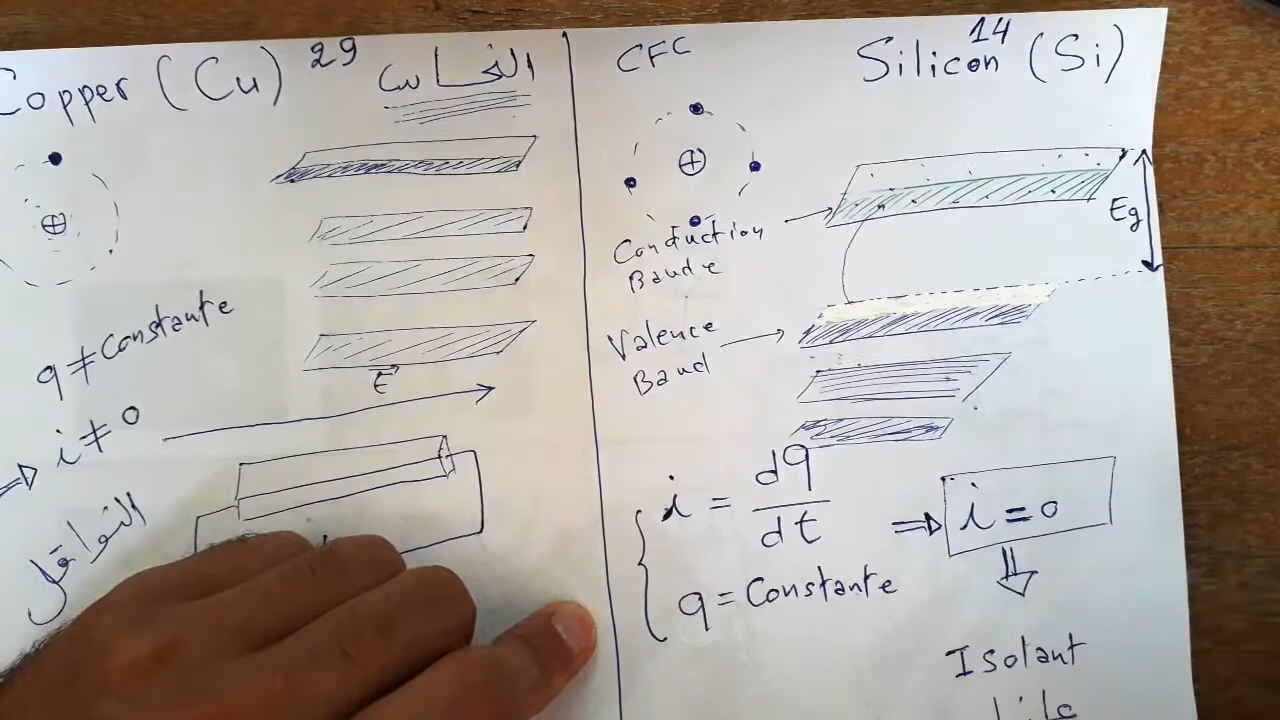 Copper (Cu) 29 النحاس
q ≠ Constante
⇒ i ≠ 0
E
النواقل
CFC Silicon 14 (Si)
Conduction
Bande
Eg
Valence
Band
i = dq/dt ⇒ i = 0
q = Constante
⇓
Isolant
عازل